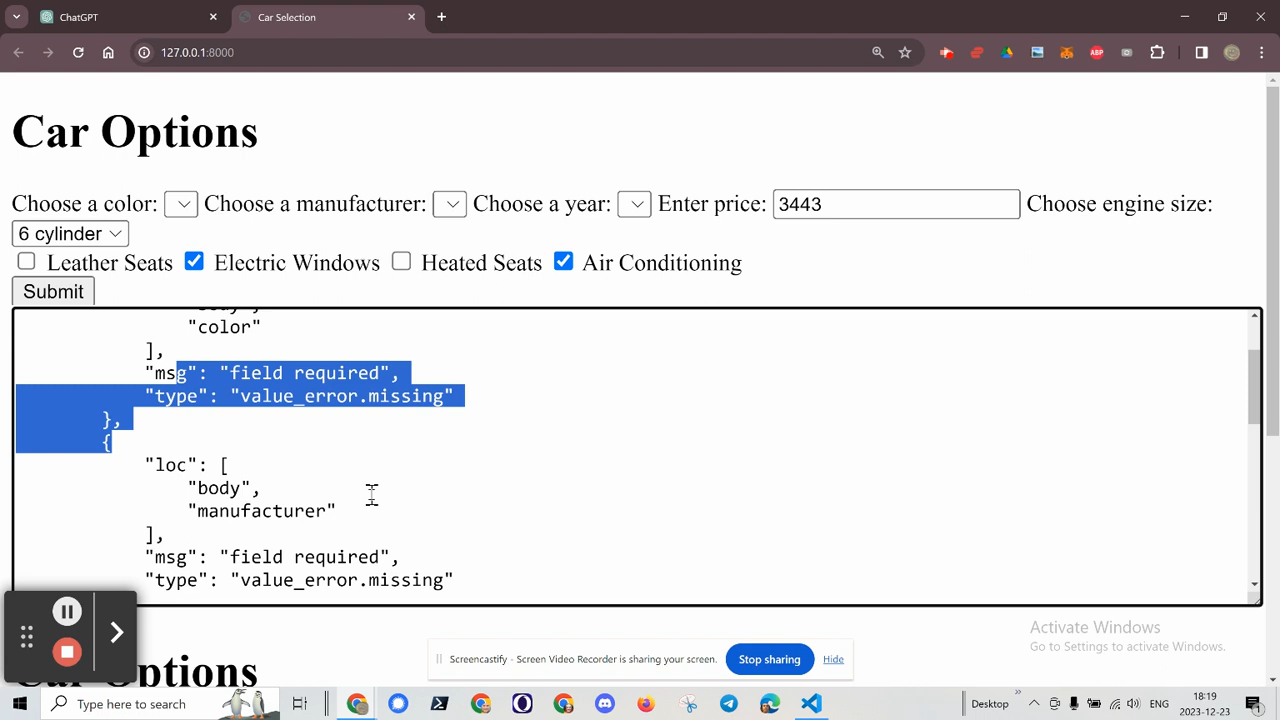 ChatGPT
Car Selection
127.0.0.1:8000
ABP
Car Options
Choose a color: Choose a manufacturer: Choose a year: Enter price: 3443 Choose engine size:
6 cylinder
Leather Seats Electric Windows Heated Seats Air Conditioning
Submit
"color"
],
"msg": "field required",
"type": "value_error.missing"
},
{
"loc": [
"body",
"manufacturer"
],
"msg": "field required",
"type": "value_error.missing"
Activate Windows
Go to Settings to activate Windows.
Screencastify - Screen Video Recorder is sharing your screen.
Stop sharing
Hide
Car Options
Type here to search
Desktop
ENG
18:19
2023-12-23